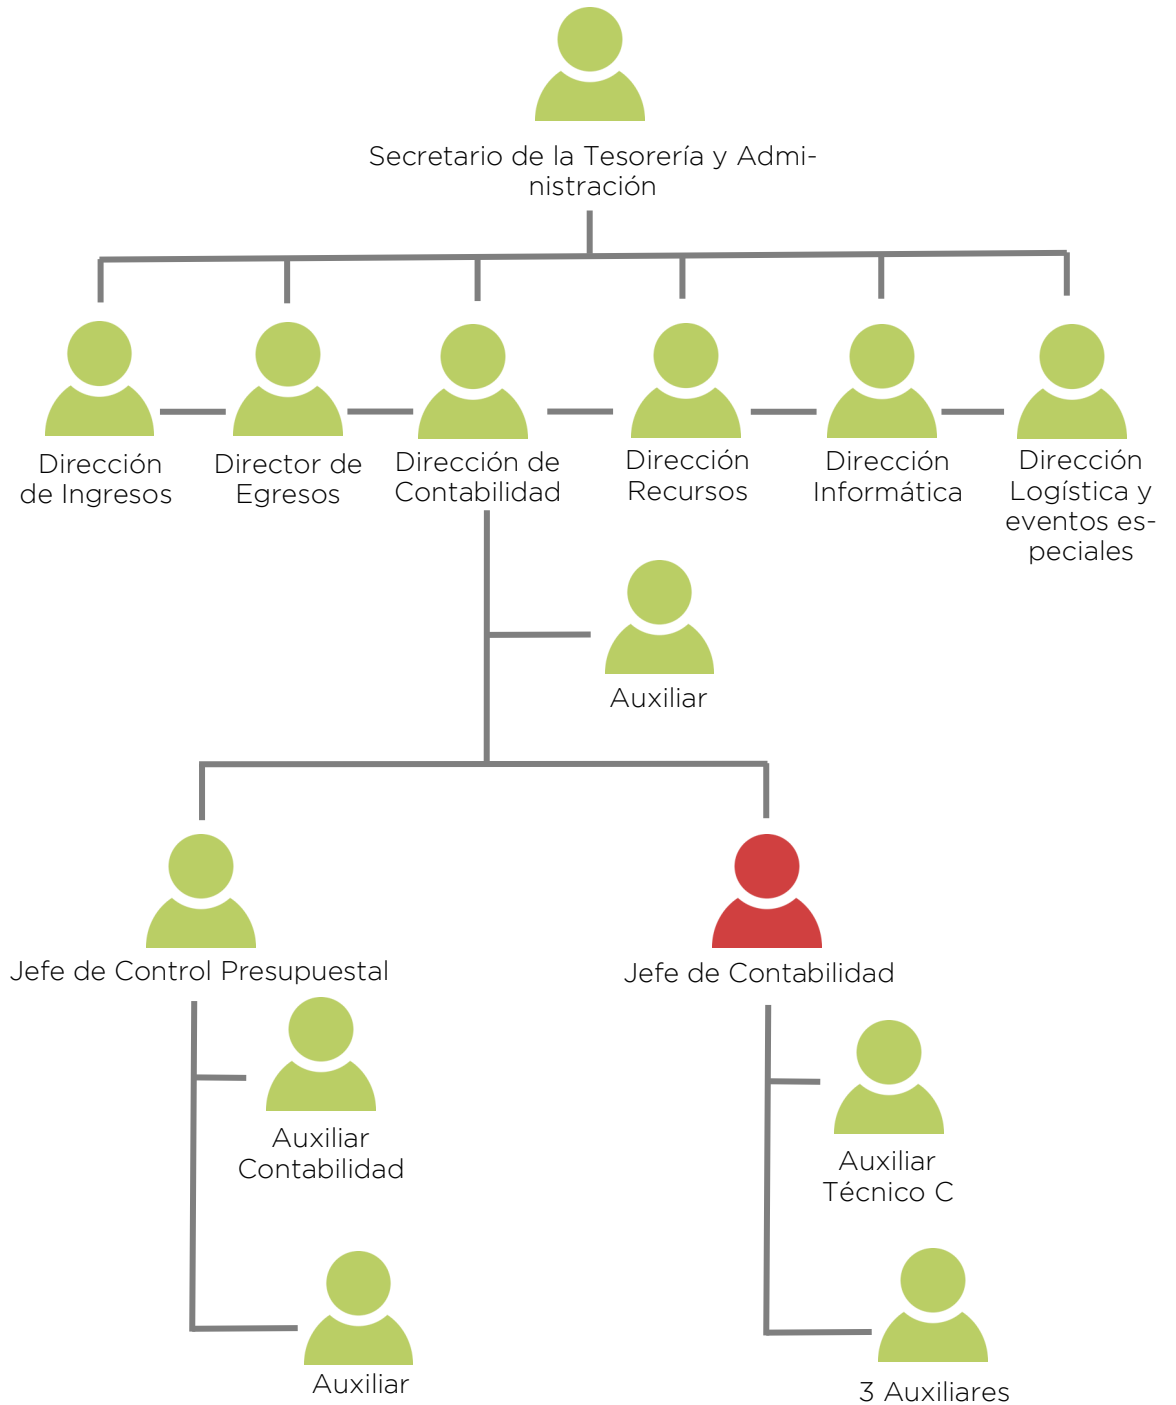 Secretario de la Tesorería y Admi-
nistración
Dirección
de Ingresos
Director de
Egresos
Dirección de
Contabilidad
Dirección
Recursos
Dirección
Informática
Dirección
Logística y
eventos es-
peciales
Auxiliar
Jefe de Control Presupuestal
Jefe de Contabilidad
Auxiliar
Contabilidad
Auxiliar
Técnico C
Auxiliar
3 Auxiliares